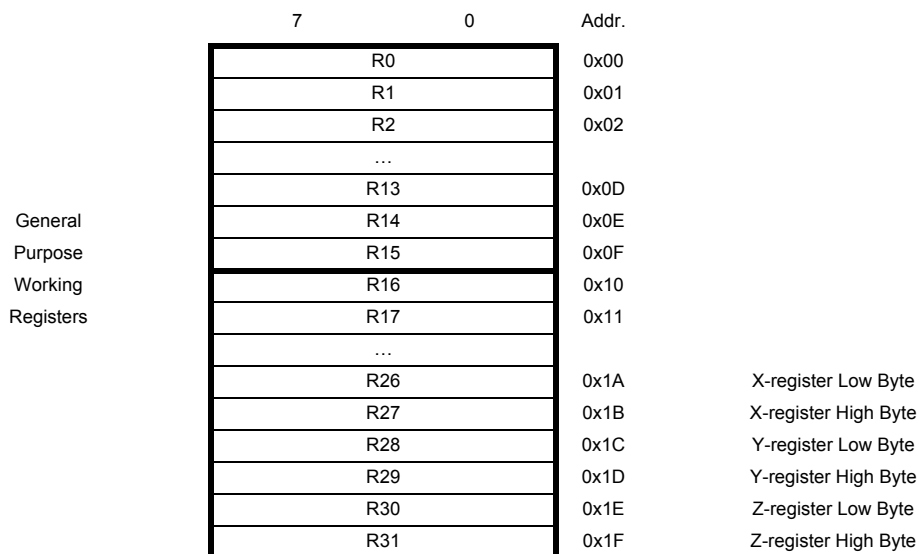 7 0 Addr.
R0 0x00
R1 0x01
R2 0x02
…
R13 0x0D
General R14 0x0E
Purpose R15 0x0F
Working R16 0x10
Registers R17 0x11
…
R26 0x1A X-register Low Byte
R27 0x1B X-register High Byte
R28 0x1C Y-register Low Byte
R29 0x1D Y-register High Byte
R30 0x1E Z-register Low Byte
R31 0x1F Z-register High Byte